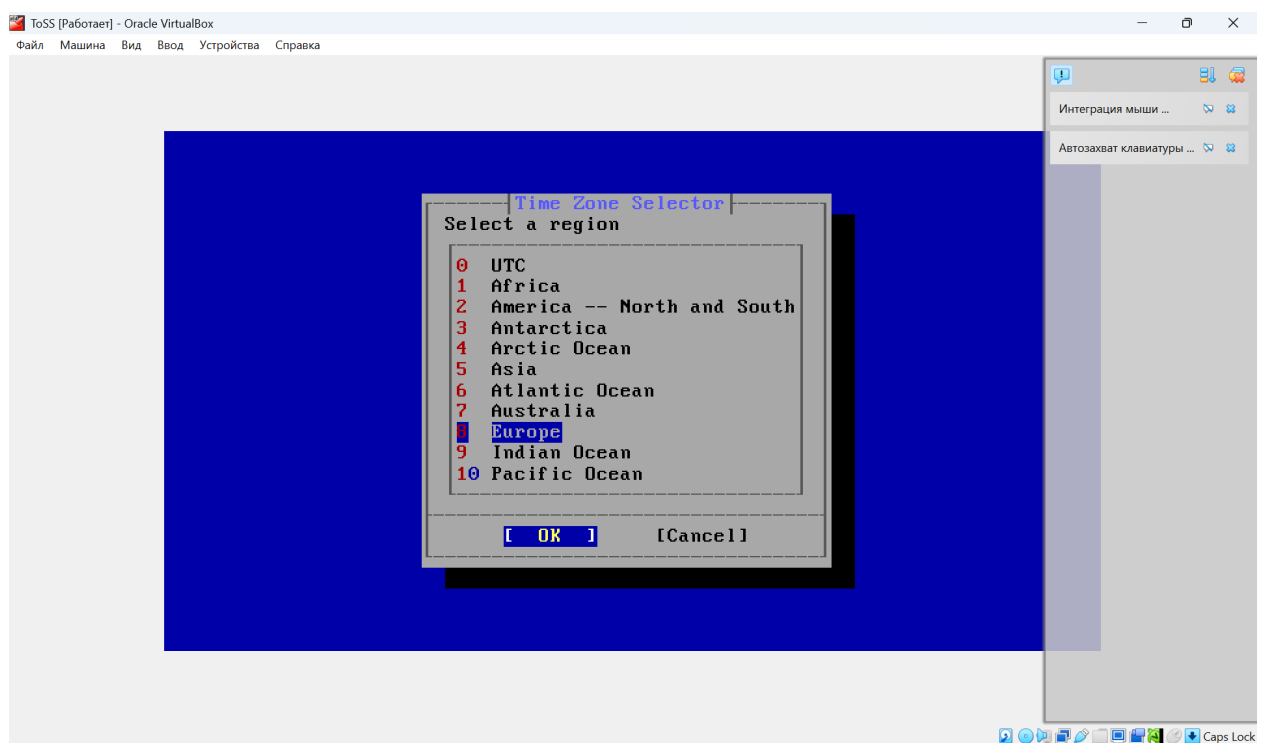 ToSS [Работает] - Oracle VirtualBox
Файл Машина Вид Ввод Устройства Справка
Интеграция мыши ...
Автозахват клавиатуры ...
Time Zone Selector
Select a region
0 UTC
1 Africa
2 America -- North and South
3 Antarctica
4 Arctic Ocean
5 Asia
6 Atlantic Ocean
7 Australia
8 Europe
9 Indian Ocean
10 Pacific Ocean
[ OK ] [Cancel]
Caps Lock